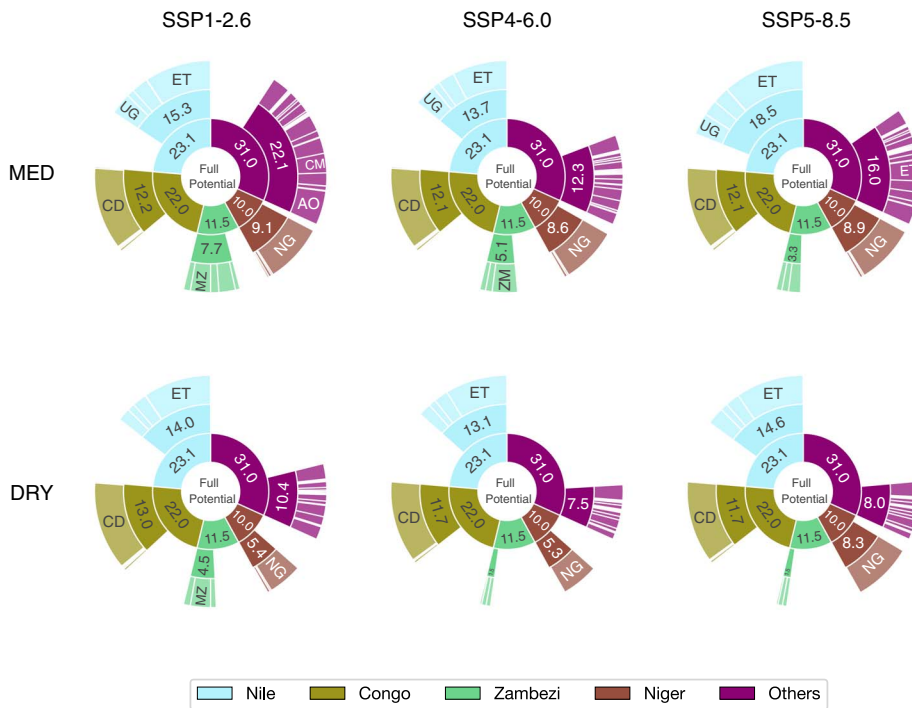 SSP1-2.6 SSP4-6.0 SSP5-8.5
MED
ET
UG
15.3
23.1
31.0
22.1
CM
AO
Full
Potential
CD
12.2
22.0
11.5
10.0
9.1
NG
7.7
MZ
ET
UG
13.7
23.1
31.0
12.3
Full
Potential
CD
12.1
22.0
11.5
10.0
8.6
NG
5.1
ZM
ET
UG
18.5
23.1
31.0
16.0
E
Full
Potential
CD
12.1
22.0
11.5
10.0
8.9
NG
3.3
DRY
ET
14.0
23.1
31.0
10.4
Full
Potential
CD
13.0
22.0
11.5
10.0
5.4
NG
4.5
MZ
ET
13.1
23.1
31.0
7.5
Full
Potential
CD
11.7
22.0
11.5
10.0
5.3
NG
ET
14.6
23.1
31.0
8.0
Full
Potential
CD
11.7
22.0
11.5
10.0
8.3
NG
Nile Congo Zambezi Niger Others